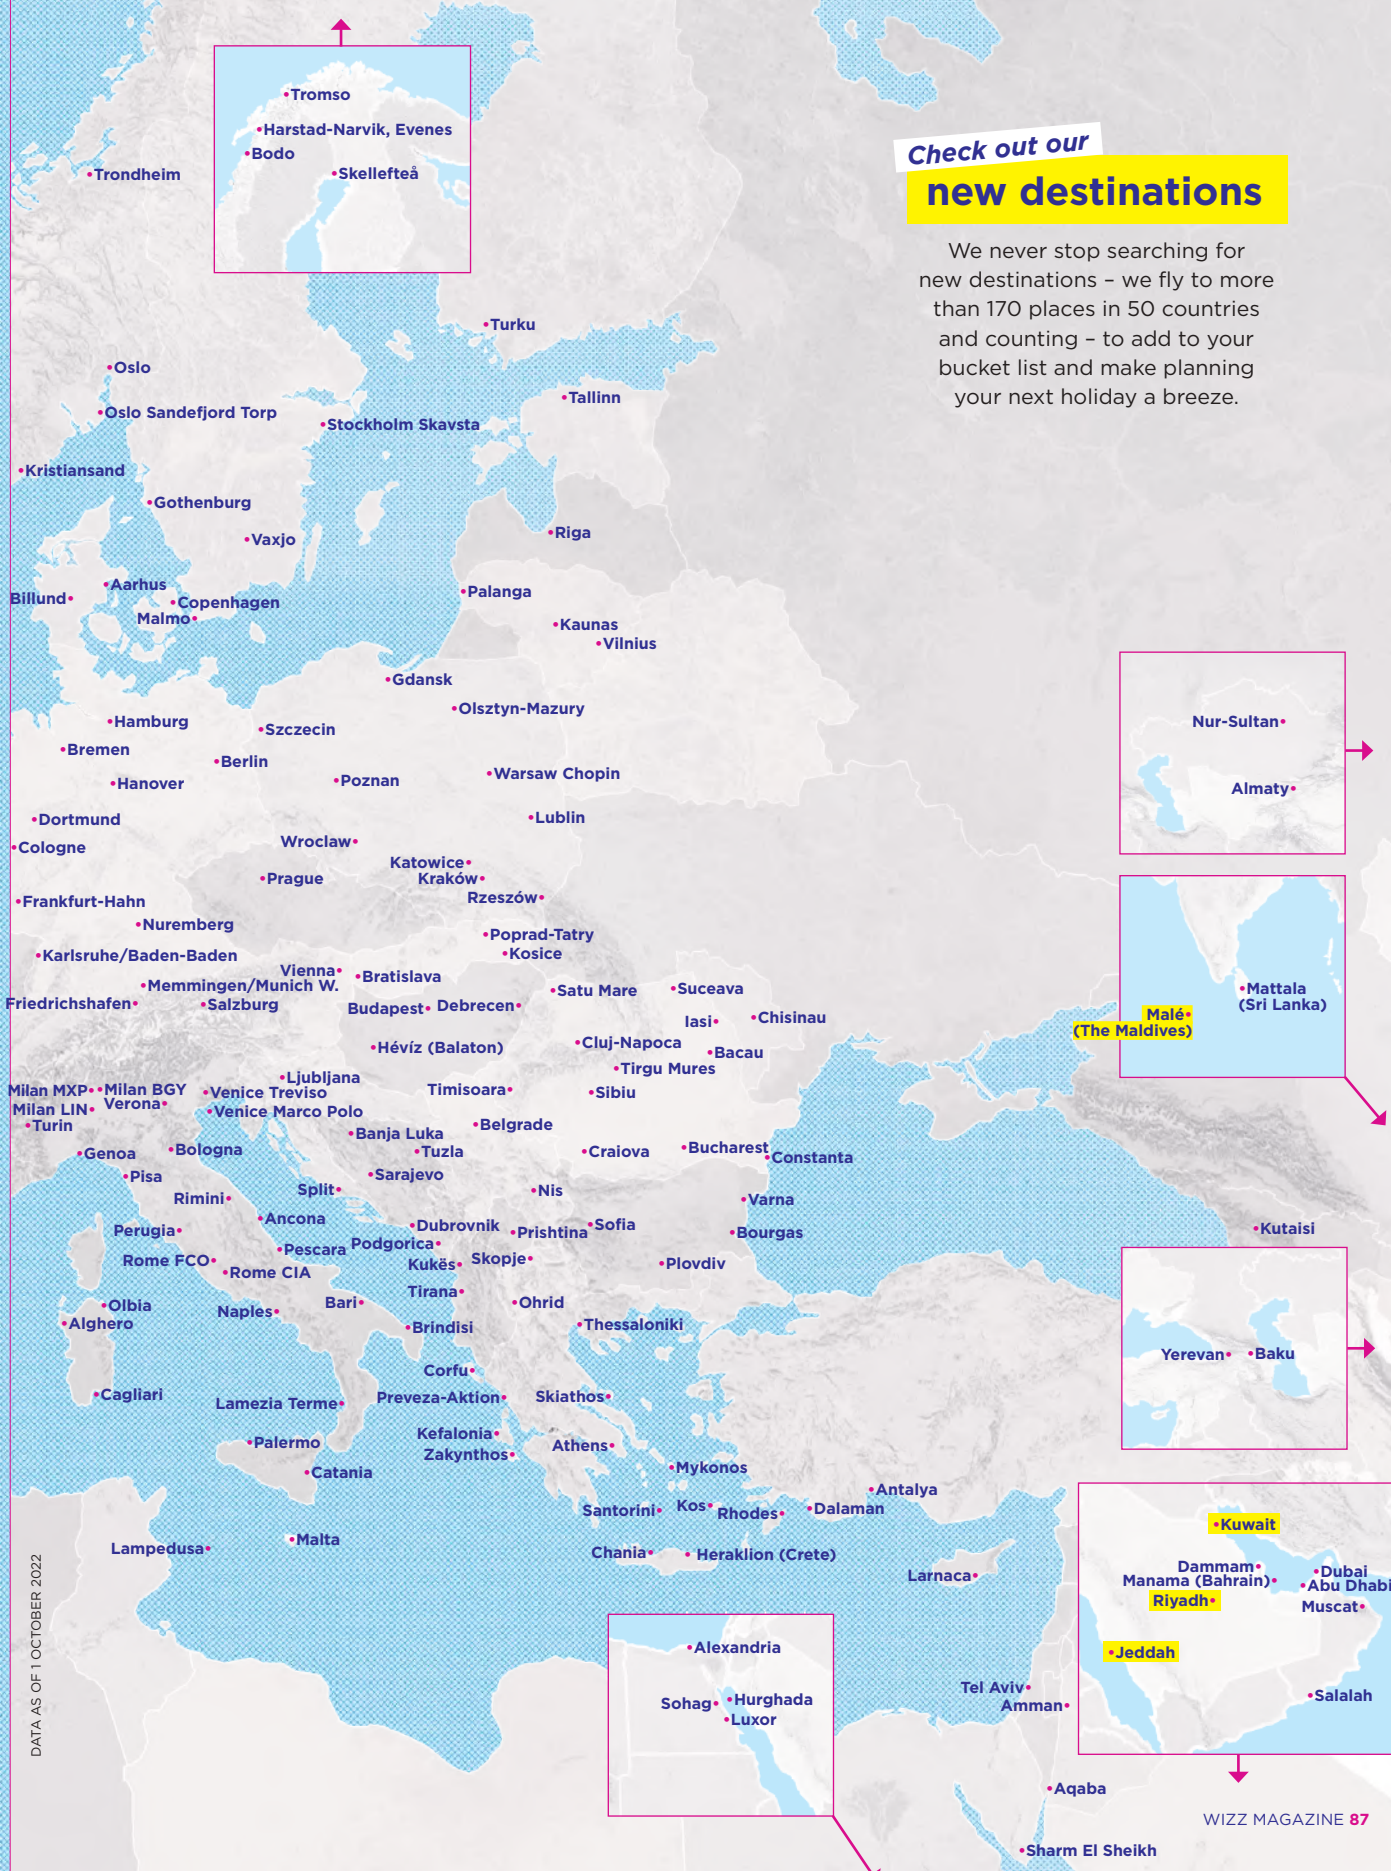 Tromso
Harstad-Narvik, Evenes
Bodo
Skellefteå
Trondheim
Check out our
new destinations
We never stop searching for
new destinations – we fly to more
than 170 places in 50 countries
and counting – to add to your
bucket list and make planning
your next holiday a breeze.
Turku
Oslo
Tallinn
Oslo Sandefjord Torp
Stockholm Skavsta
Kristiansand
Gothenburg
Riga
Vaxjo
Aarhus
Palanga
Billund
Copenhagen
Malmo
Kaunas
Vilnius
Gdansk
Olsztyn-Mazury
Hamburg
Szczecin
Bremen
Berlin
Warsaw Chopin
Hanover
Poznan
Dortmund
Lublin
Wroclaw
Cologne
Katowice
Prague
Kraków
Rzeszów
Frankfurt-Hahn
Nuremberg
Poprad-Tatry
Kosice
Karlsruhe/Baden-Baden
Vienna
Bratislava
Memmingen/Munich W.
Satu Mare
Suceava
Friedrichshafen
Salzburg
Budapest
Debrecen
Iasi
Chisinau
Hévíz (Balaton)
Cluj-Napoca
Bacau
Tirgu Mures
Ljubljana
Milan MXP
Milan BGY
Venice Treviso
Timisoara
Sibiu
Verona
Milan LIN
Venice Marco Polo
Turin
Belgrade
Banja Luka
Genoa
Bologna
Tuzla
Craiova
Bucharest
Constanta
Pisa
Sarajevo
Rimini
Split
Nis
Varna
Ancona
Perugia
Dubrovnik
Prishtina
Sofia
Bourgas
Pescara
Podgorica
Rome FCO
Kukës
Skopje
Plovdiv
Rome CIA
Tirana
Olbia
Naples
Bari
Ohrid
Alghero
Brindisi
Thessaloniki
Corfu
Cagliari
Lamezia Terme
Preveza-Aktion
Skiathos
Palermo
Kefalonia
Zakynthos
Athens
Catania
Mykonos
Antalya
Santorini
Kos
Rhodes
Dalaman
Malta
Lampedusa
Chania
Heraklion (Crete)
Larnaca
Nur-Sultan
Almaty
Mattala
(Sri Lanka)
Malé
(The Maldives)
Kutaisi
Yerevan
Baku
Kuwait
Dammam
Dubai
Manama (Bahrain)
Abu Dhabi
Riyadh
Muscat
Jeddah
Salalah
Alexandria
Sohag
Hurghada
Luxor
Tel Aviv
Amman
Aqaba
Sharm El Sheikh
DATA AS OF 1 OCTOBER 2022
WIZZ MAGAZINE 87